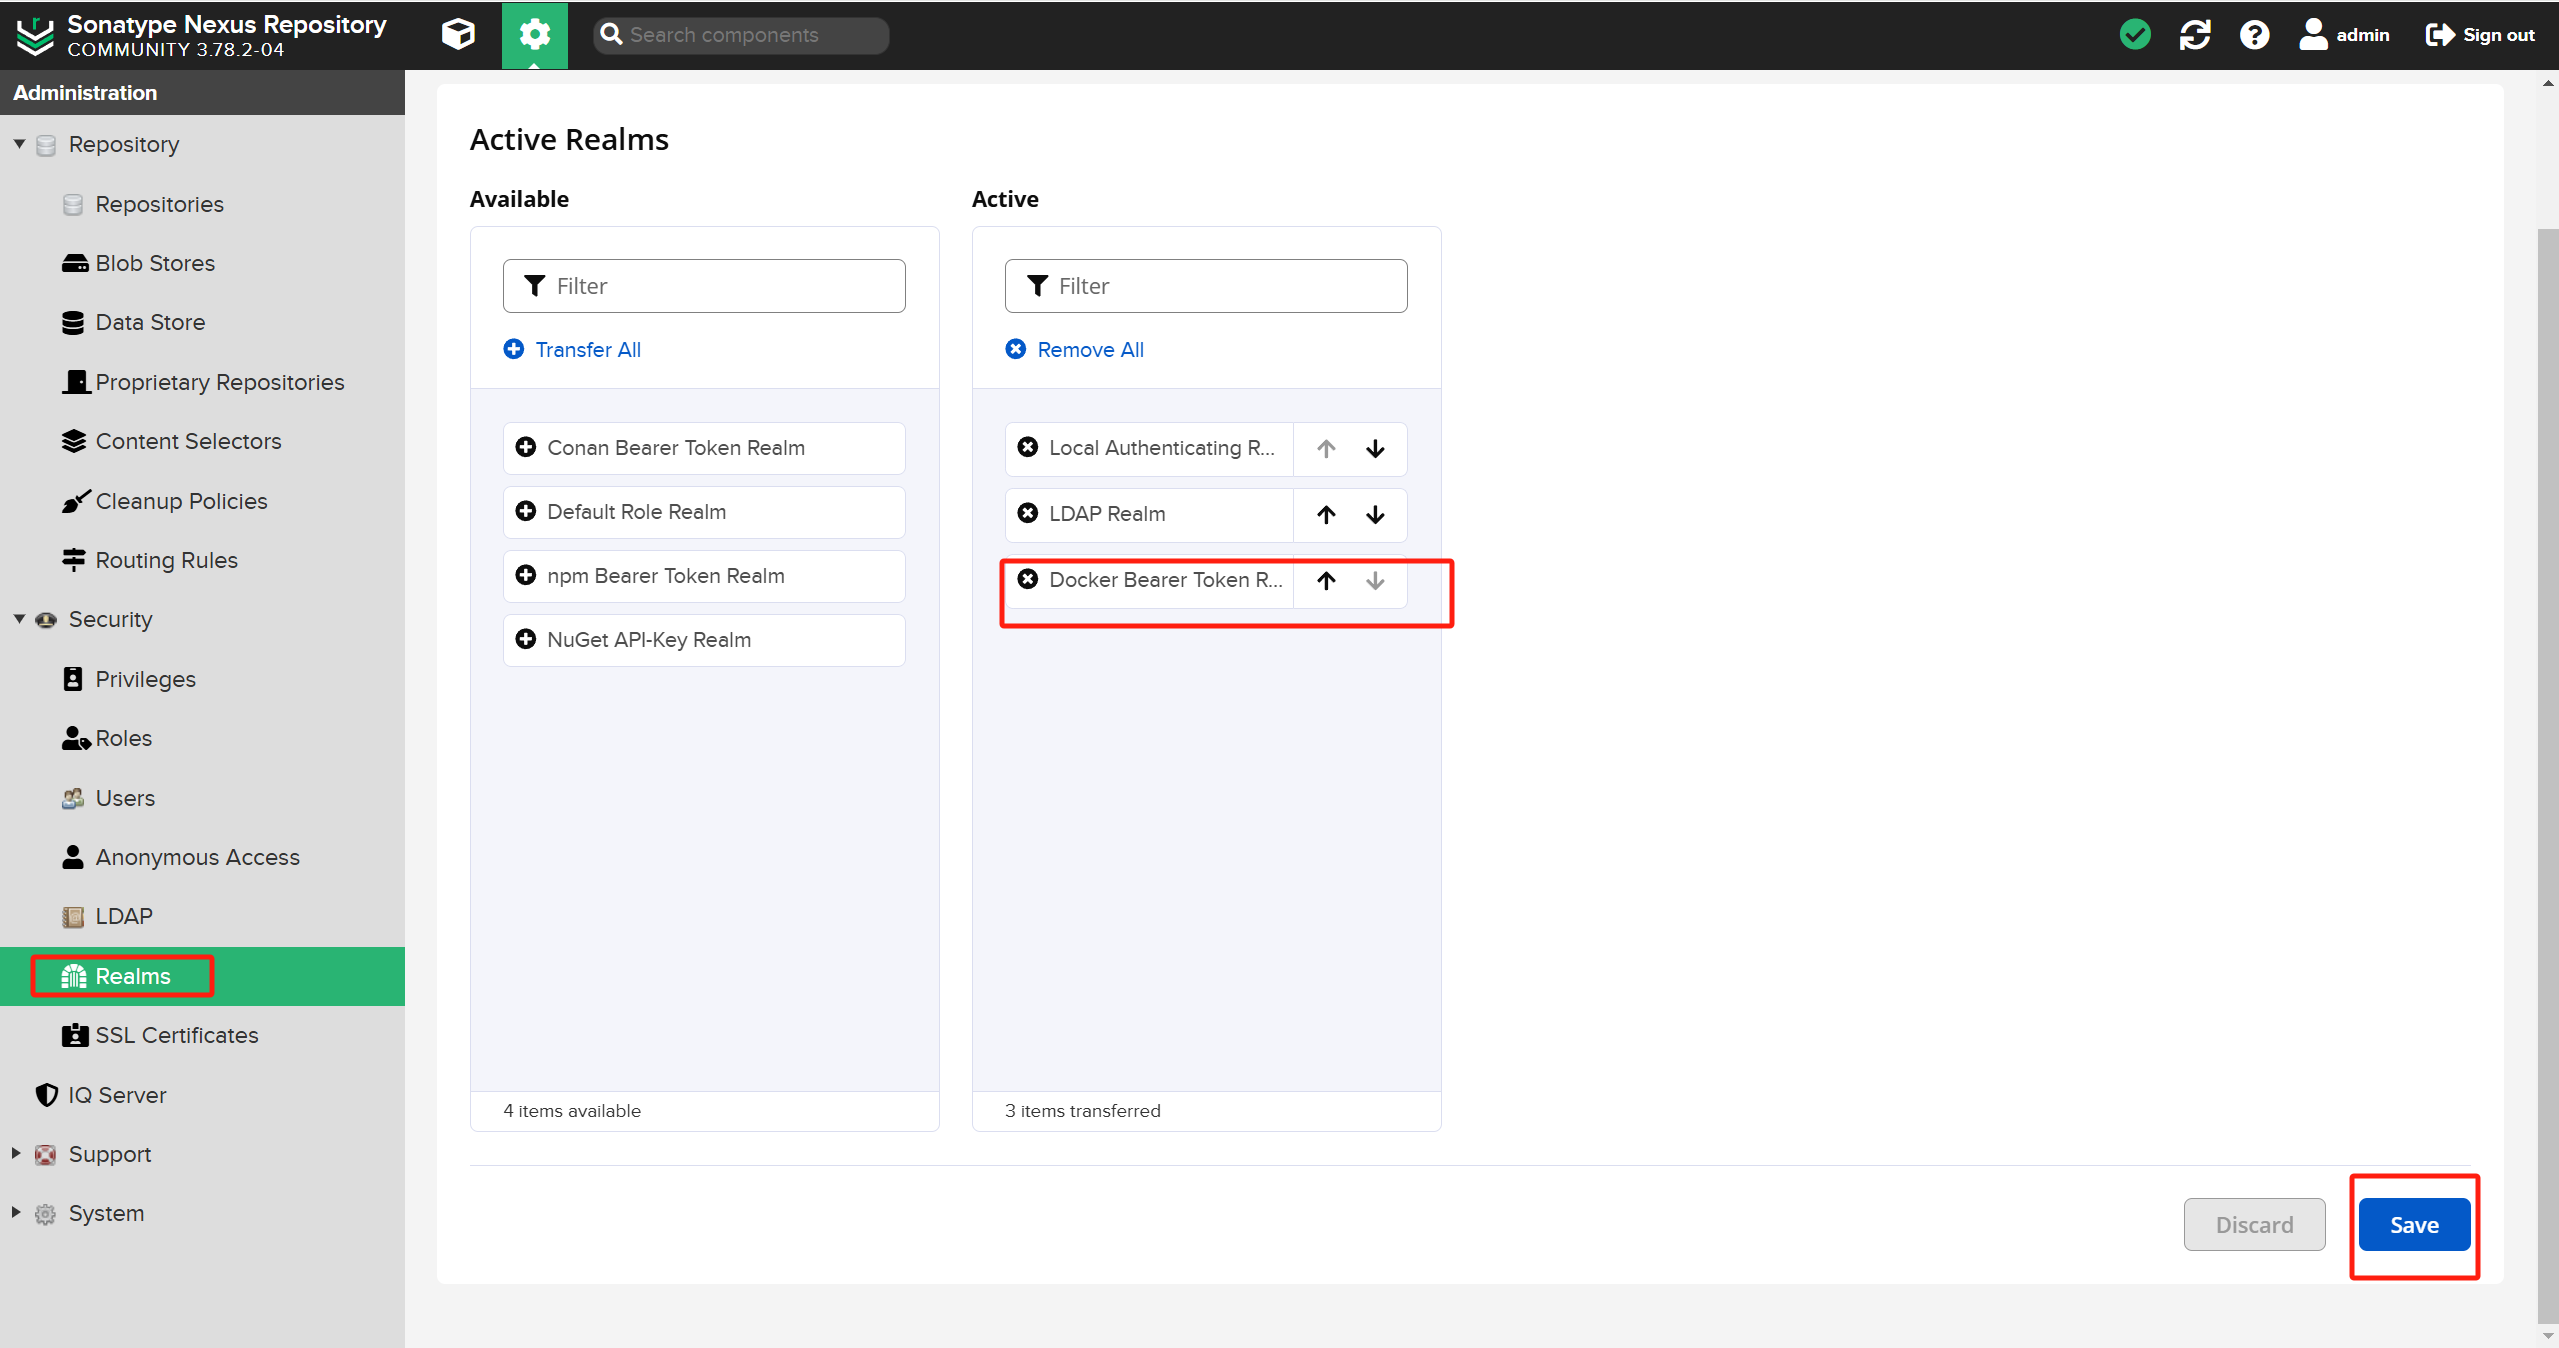 Sonatype Nexus Repository
COMMUNITY 3.78.2-04
Search components
admin
Sign out
Administration
Repository
Repositories
Blob Stores
Data Store
Proprietary Repositories
Content Selectors
Cleanup Policies
Routing Rules
Security
Privileges
Roles
Users
Anonymous Access
LDAP
Realms
SSL Certificates
IQ Server
Support
System
Active Realms
Available
Filter
Transfer All
Conan Bearer Token Realm
Default Role Realm
npm Bearer Token Realm
NuGet API-Key Realm
4 items available
Active
Filter
Remove All
Local Authenticating R...
LDAP Realm
Docker Bearer Token R...
3 items transferred
Discard
Save